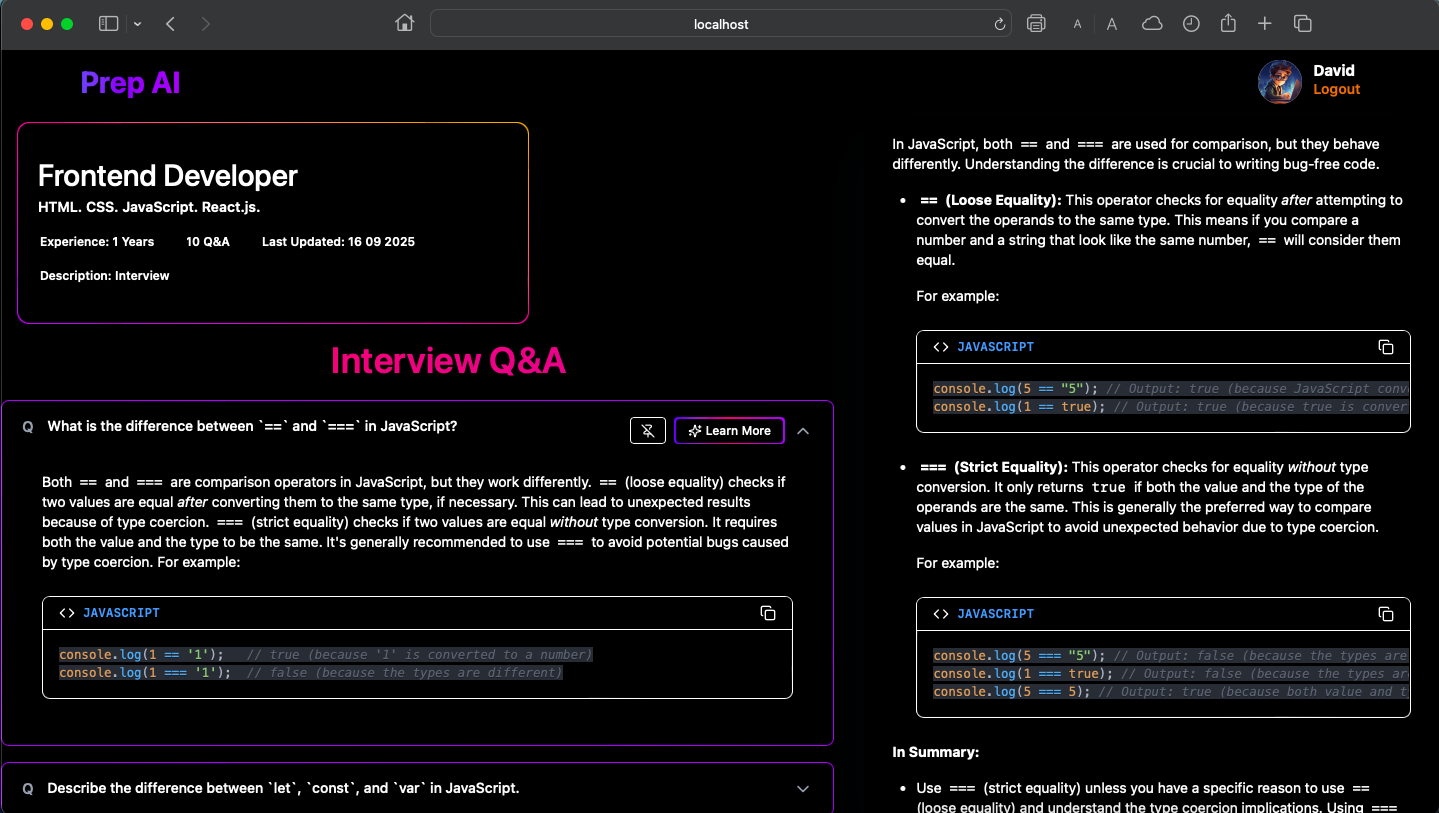 localhost
A
A
Prep AI
David
Logout
Frontend Developer
HTML. CSS. JavaScript. React.js.
Experience: 1 Years
10 Q&A
Last Updated: 16 09 2025
Description: Interview
Interview Q&A
Q
What is the difference between `==` and `===` in JavaScript?
Learn More
Both == and === are comparison operators in JavaScript, but they work differently. == (loose equality) checks if
two values are equal after converting them to the same type, if necessary. This can lead to unexpected results
because of type coercion. === (strict equality) checks if two values are equal without type conversion. It requires
both the value and the type to be the same. It's generally recommended to use === to avoid potential bugs caused
by type coercion. For example:
<> JAVASCRIPT
console.log(1 == '1');   // true (because '1' is converted to a number)
console.log(1 === '1');  // false (because the types are different)
Q
Describe the difference between `let`, `const`, and `var` in JavaScript.
In JavaScript, both == and === are used for comparison, but they behave
differently. Understanding the difference is crucial to writing bug-free code.
• == (Loose Equality): This operator checks for equality after attempting to
convert the operands to the same type. This means if you compare a
number and a string that look like the same number, == will consider them
equal.
For example:
<> JAVASCRIPT
console.log(5 == "5"); // Output: true (because JavaScript conv
console.log(1 == true); // Output: true (because true is conver
• === (Strict Equality): This operator checks for equality without type
conversion. It only returns true if both the value and the type of the
operands are the same. This is generally the preferred way to compare
values in JavaScript to avoid unexpected behavior due to type coercion.
For example:
<> JAVASCRIPT
console.log(5 === "5"); // Output: false (because the types are
console.log(1 === true); // Output: false (because the types ar
console.log(5 === 5); // Output: true (because both value and t
In Summary:
• Use === (strict equality) unless you have a specific reason to use ==
(loose equality) and understand the type coercion implications. Using ===